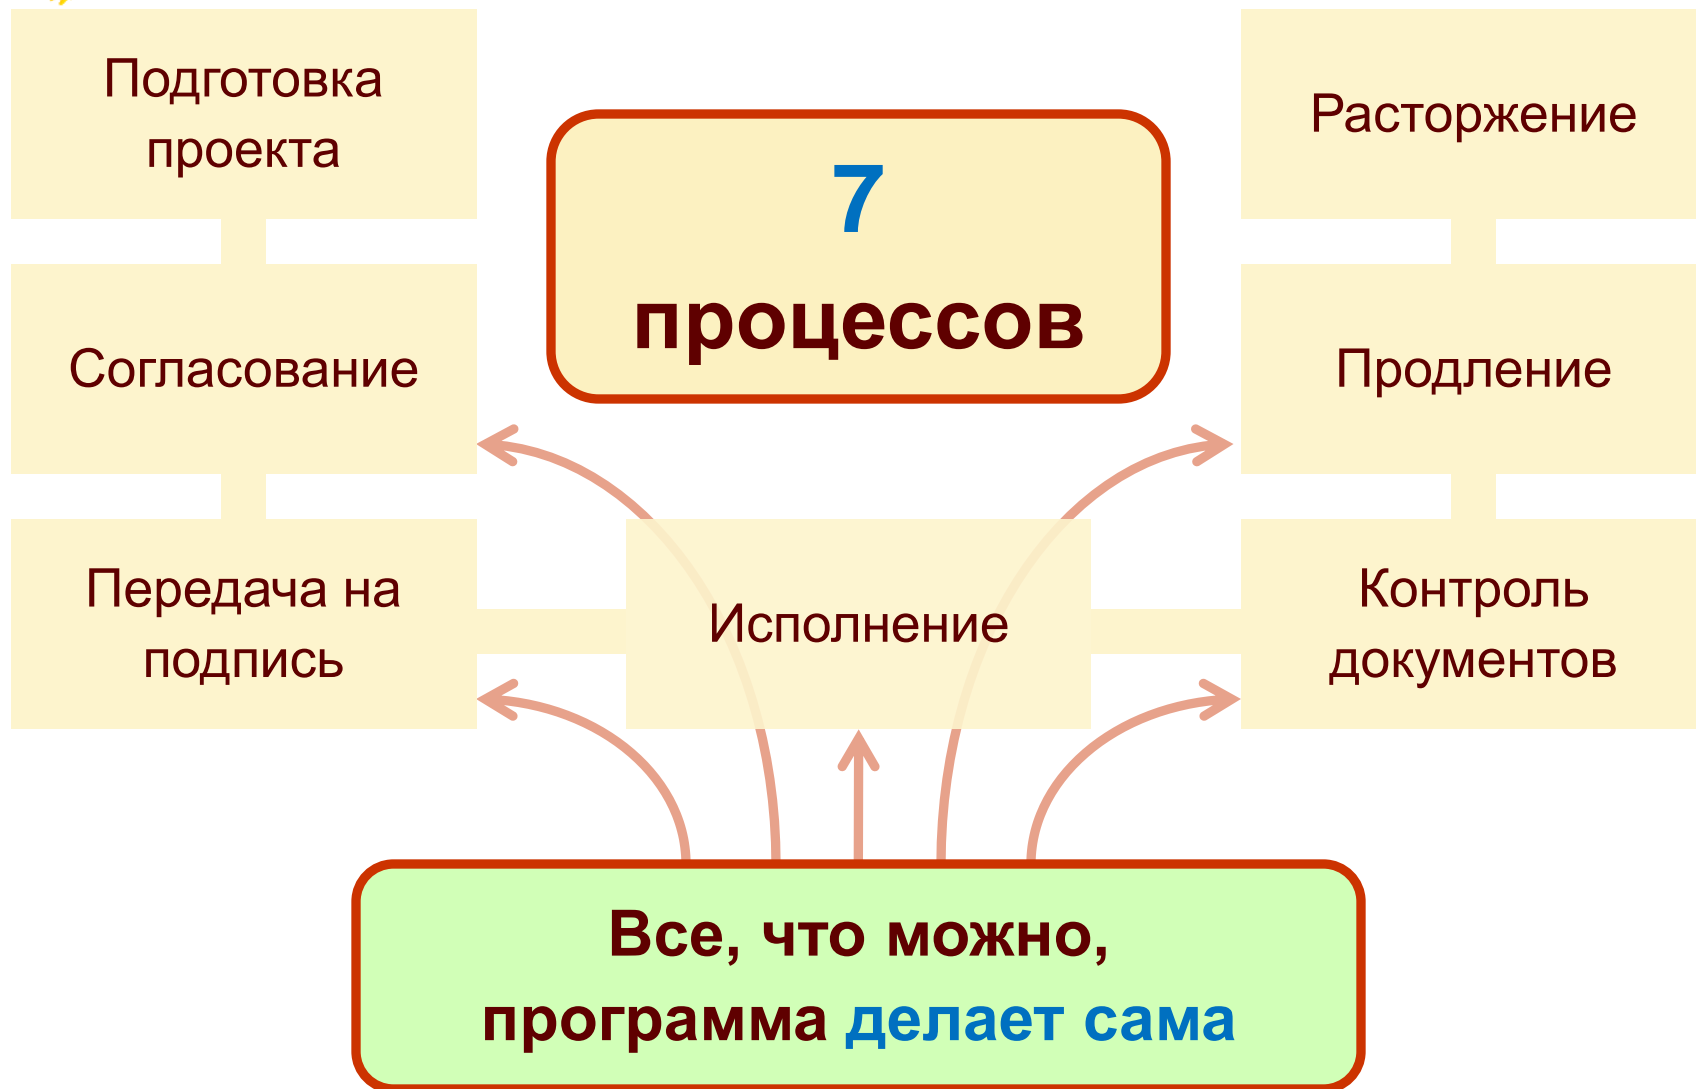 Подготовка
проекта
Согласование
Передача на
подпись
7
процессов
Исполнение
Расторжение
Продление
Контроль
документов
Все, что можно,
программа делает сама